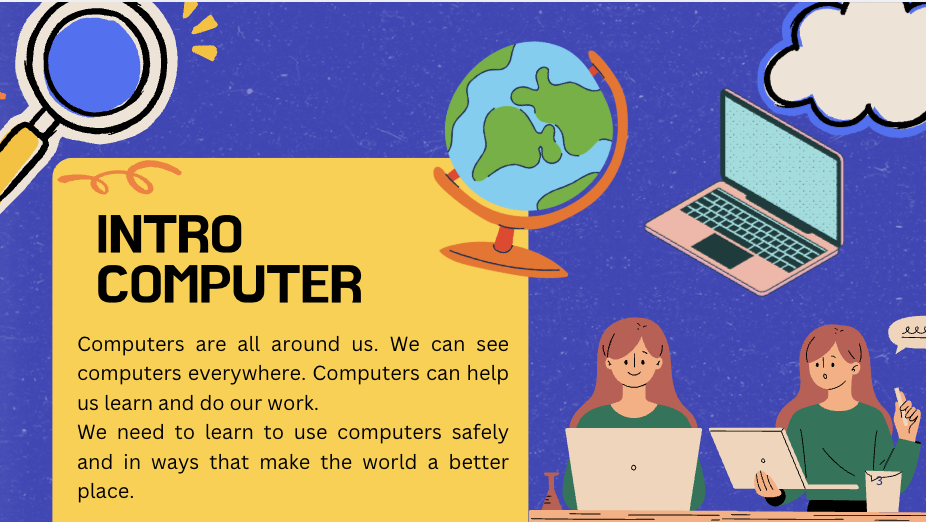 INTRO
COMPUTER
Computers are all around us. We can see
computers everywhere. Computers can help
us learn and do our work.
We need to learn to use computers safely
and in ways that make the world a better
place.
3